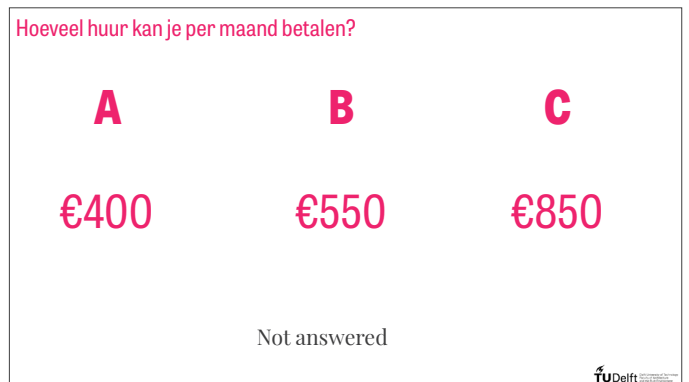 Hoeveel huur kan je per maand betalen?
A B C
€400 €550 €850
Not answered
TUDelft